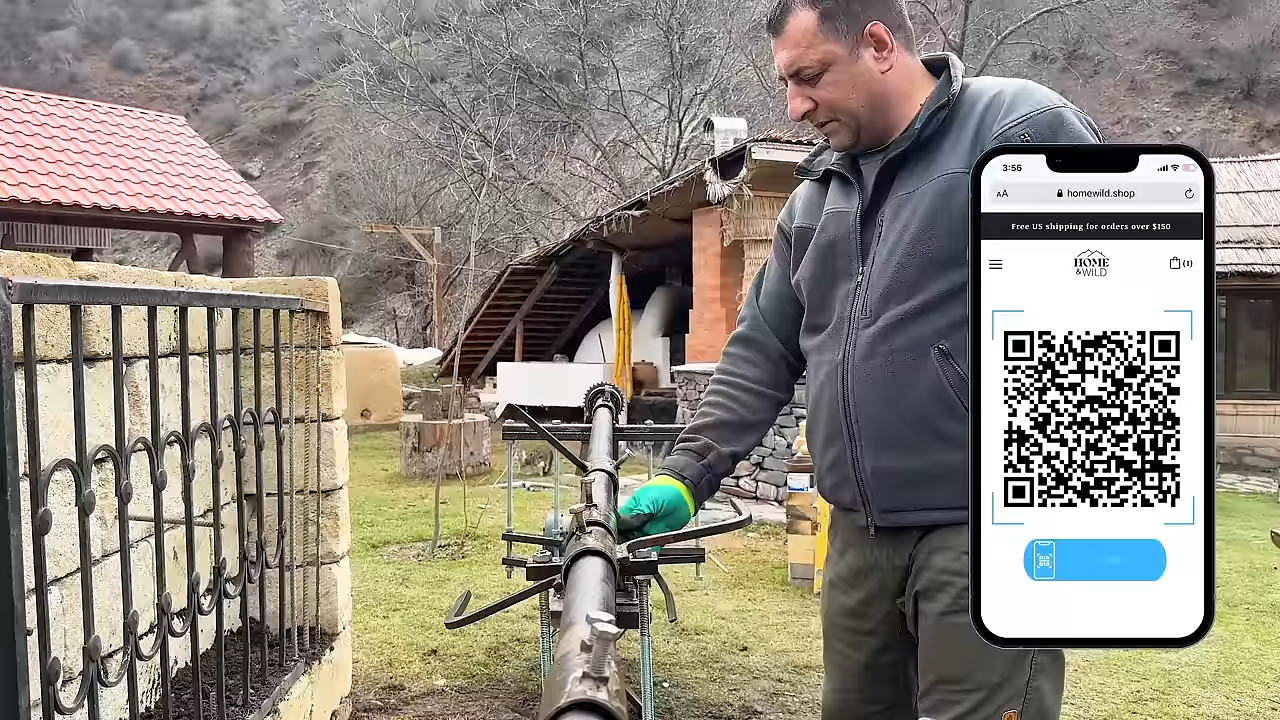 3:56
AA
homewild.shop
Free US shipping for orders over $150
HOME
&WILD
(1)